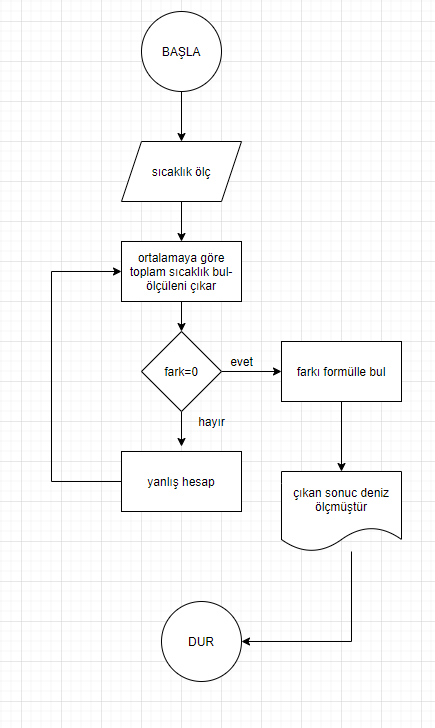 BAŞLA
sıcaklık ölç
ortalamaya göre
toplam sıcaklık bul-
ölçüleni çıkar
fark=0
evet
farkı formülle bul
hayır
yanlış hesap
çıkan sonuc deniz
ölçmüştür
DUR